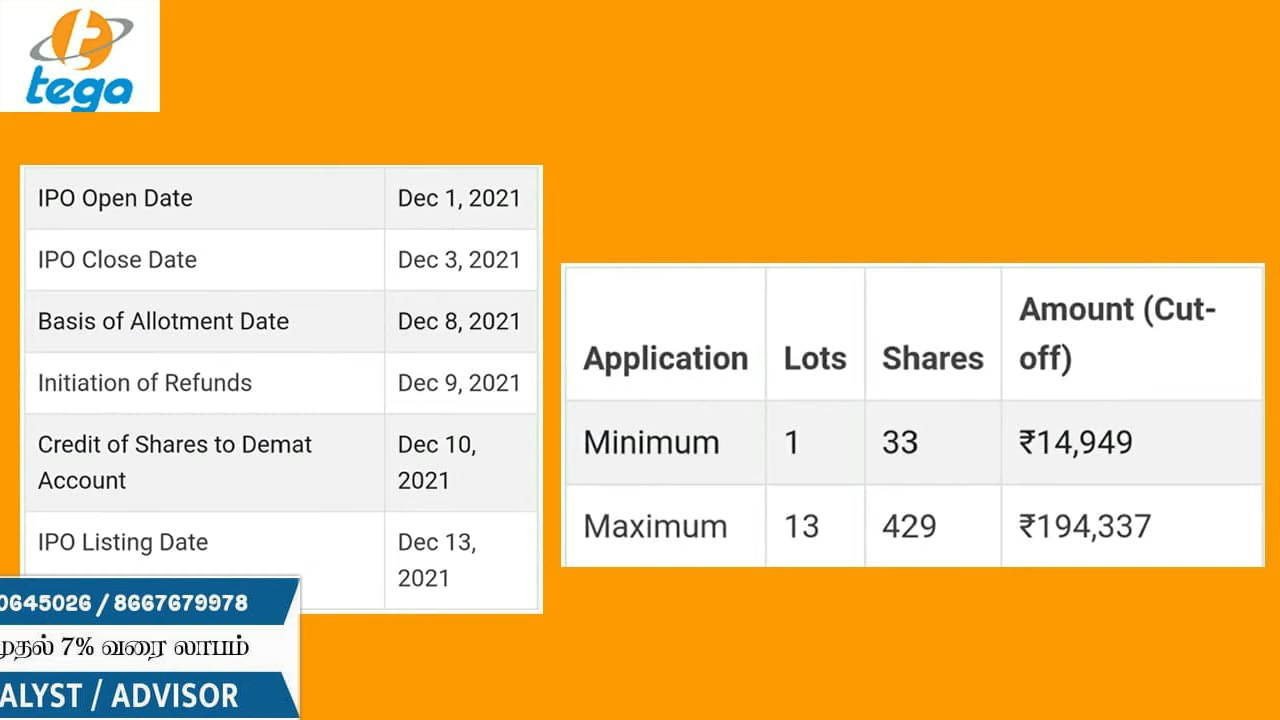 tega
IPO Open Date Dec 1, 2021
IPO Close Date Dec 3, 2021
Basis of Allotment Date Dec 8, 2021
Initiation of Refunds Dec 9, 2021
Credit of Shares to Demat Dec 10,
Account 2021
IPO Listing Date Dec 13,
2021
Application Lots Shares Amount (Cut-
off)
Minimum 1 33 ₹14,949
Maximum 13 429 ₹194,337
0645026 / 8667679978
முதல் 7% வரை லாபம்
ALYST / ADVISOR